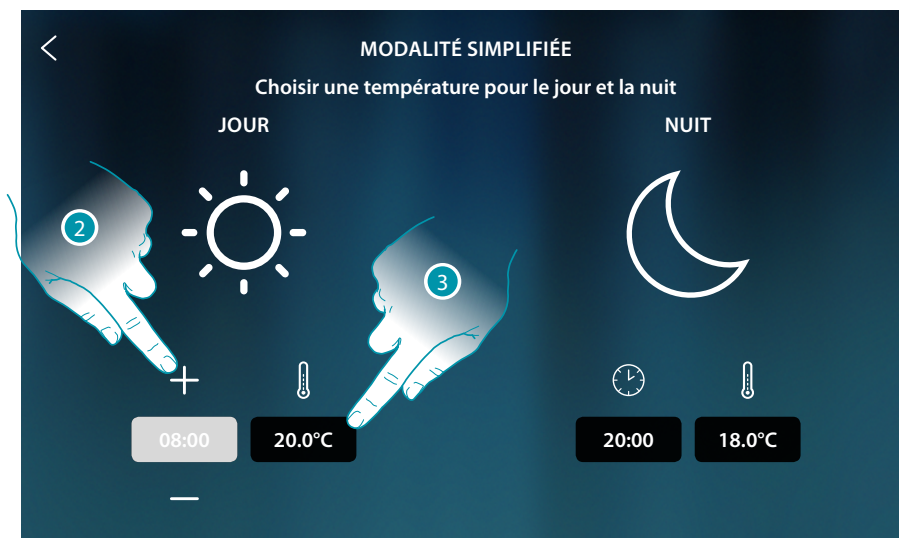 MODALITÉ SIMPLIFIÉE
Choisir une température pour le jour et la nuit
JOUR
NUIT
2
3
08:00
20.0°C
20:00
18.0°C